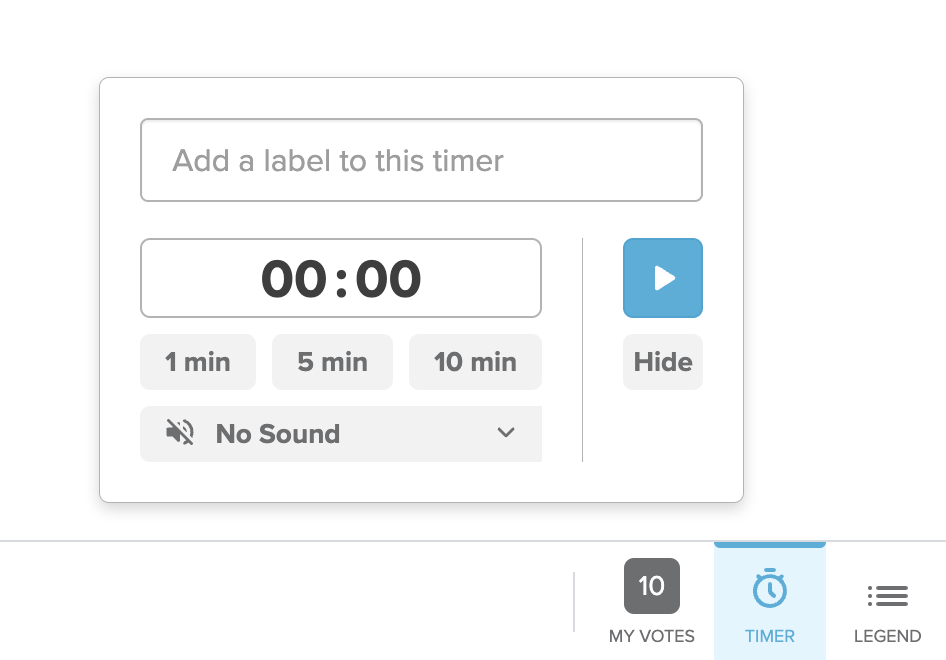 Add a label to this timer
00:00
1 min 5 min 10 min Hide
No Sound
10
MY VOTES TIMER LEGEND